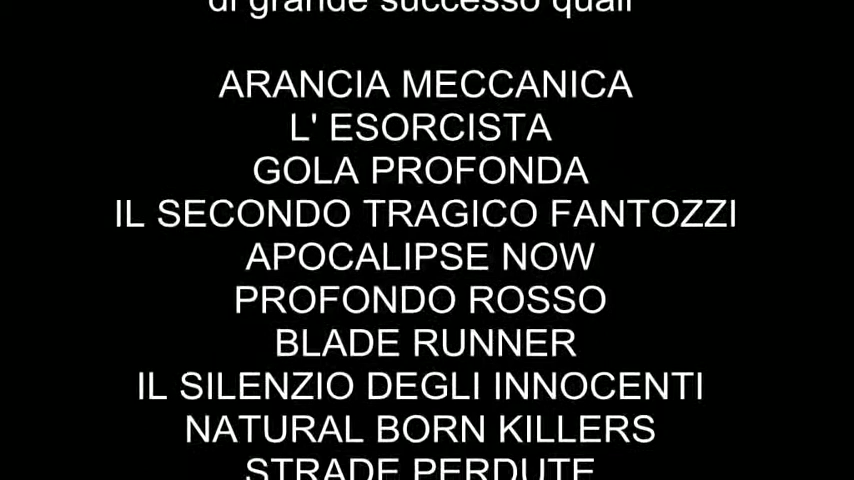 di grande successo quali
ARANCIA MECCANICA
L' ESORCISTA
GOLA PROFONDA
IL SECONDO TRAGICO FANTOZZI
APOCALIPSE NOW
PROFONDO ROSSO
BLADE RUNNER
IL SILENZIO DEGLI INNOCENTI
NATURAL BORN KILLERS
STRADE PERDUTE